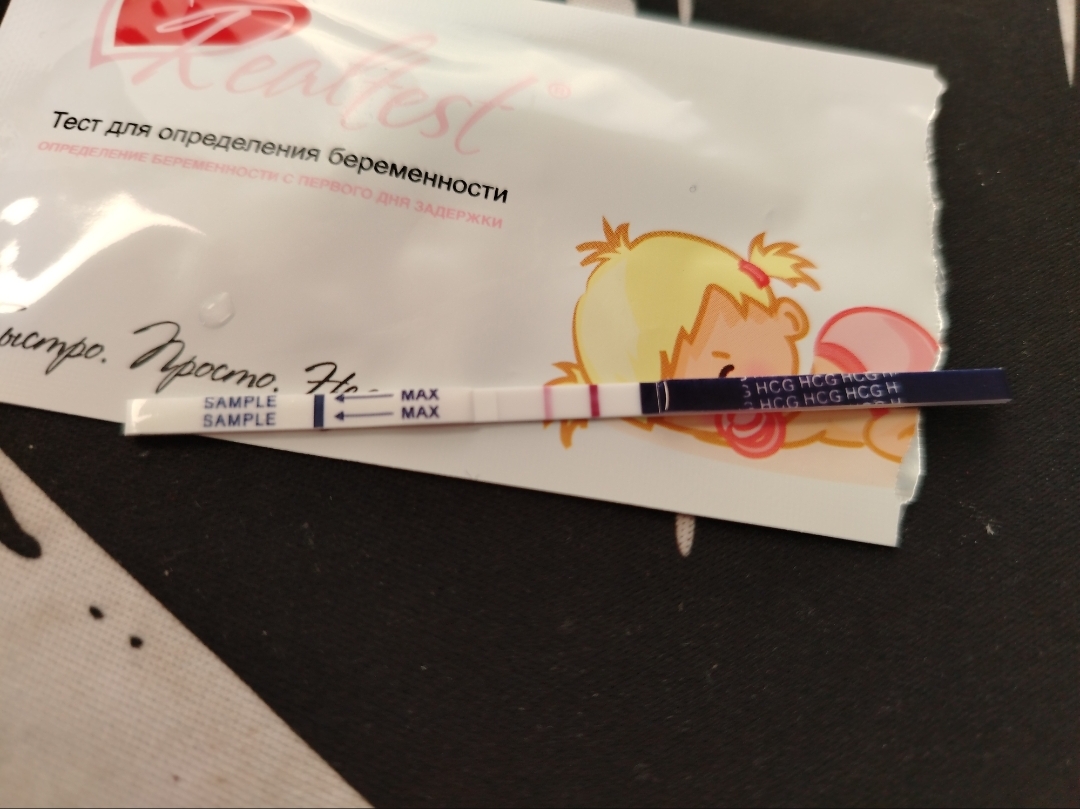 Realtest®
Тест для определения беременности
ОПРЕДЕЛЕНИЕ БЕРЕМЕННОСТИ С ПЕРВОГО ДНЯ ЗАДЕРЖКИ
Просто.
SAMPLE MAX
SAMPLE MAX
S HCG HCG HCG H
S HCG HCG HCG H